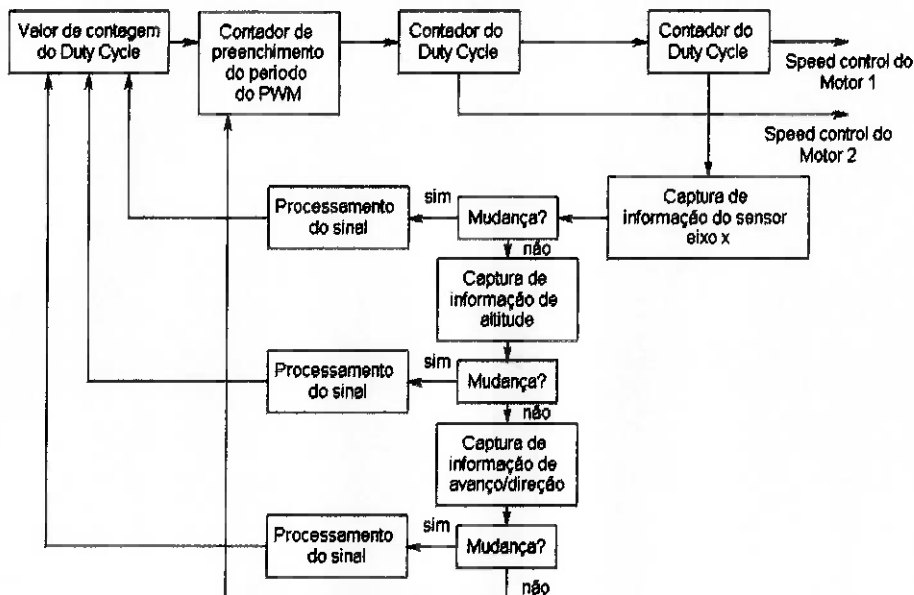 Valor de contagem
do Duty Cycle
Contador de
preenchimento
do periodo
do PWM
Contador do
Duty Cycle
Contador do
Duty Cycle
Speed control do
Motor 1
Speed control do
Motor 2
Captura de
informação do sensor
eixo x
Mudança?
sim
Processamento
do sinal
não
Captura de
informação de
altitude
Mudança?
sim
Processamento
do sinal
não
Captura de
informação de
avanço/direção
Mudança?
sim
Processamento
do sinal
não